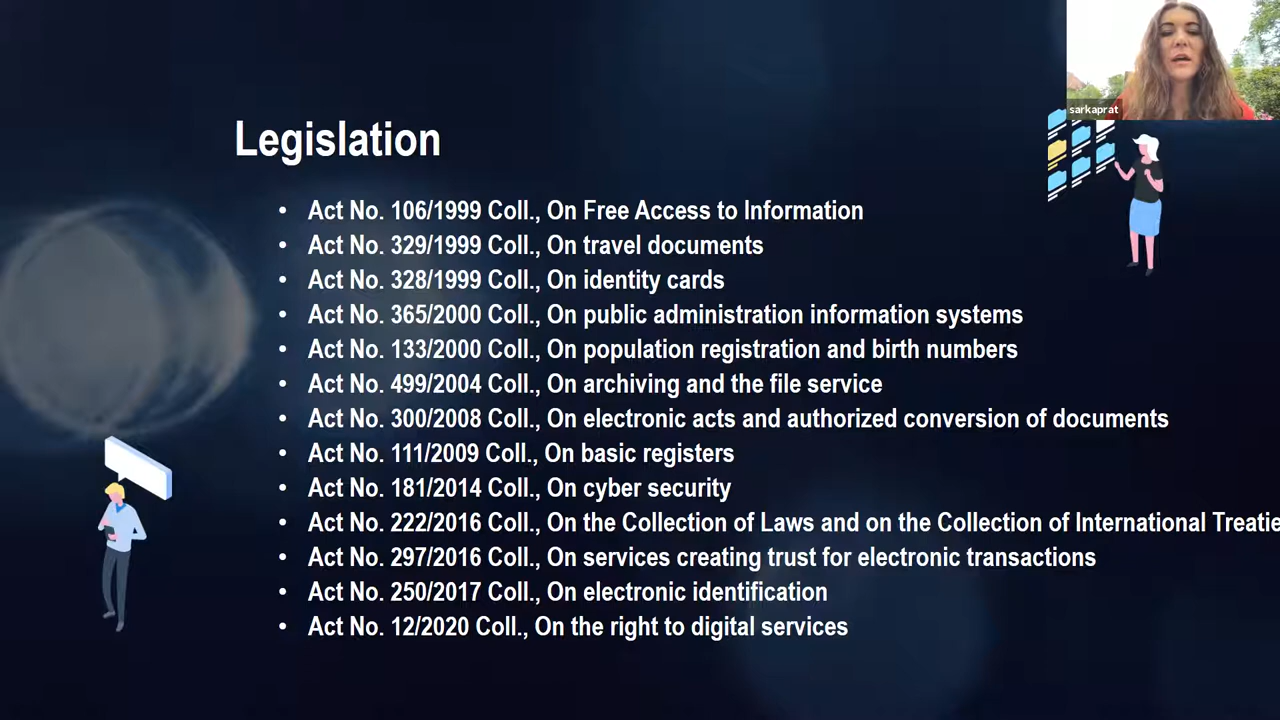 sarkaprat
Legislation
• Act No. 106/1999 Coll., On Free Access to Information
• Act No. 329/1999 Coll., On travel documents
• Act No. 328/1999 Coll., On identity cards
• Act No. 365/2000 Coll., On public administration information systems
• Act No. 133/2000 Coll., On population registration and birth numbers
• Act No. 499/2004 Coll., On archiving and the file service
• Act No. 300/2008 Coll., On electronic acts and authorized conversion of documents
• Act No. 111/2009 Coll., On basic registers
• Act No. 181/2014 Coll., On cyber security
• Act No. 222/2016 Coll., On the Collection of Laws and on the Collection of International Treatie
• Act No. 297/2016 Coll., On services creating trust for electronic transactions
• Act No. 250/2017 Coll., On electronic identification
• Act No. 12/2020 Coll., On the right to digital services